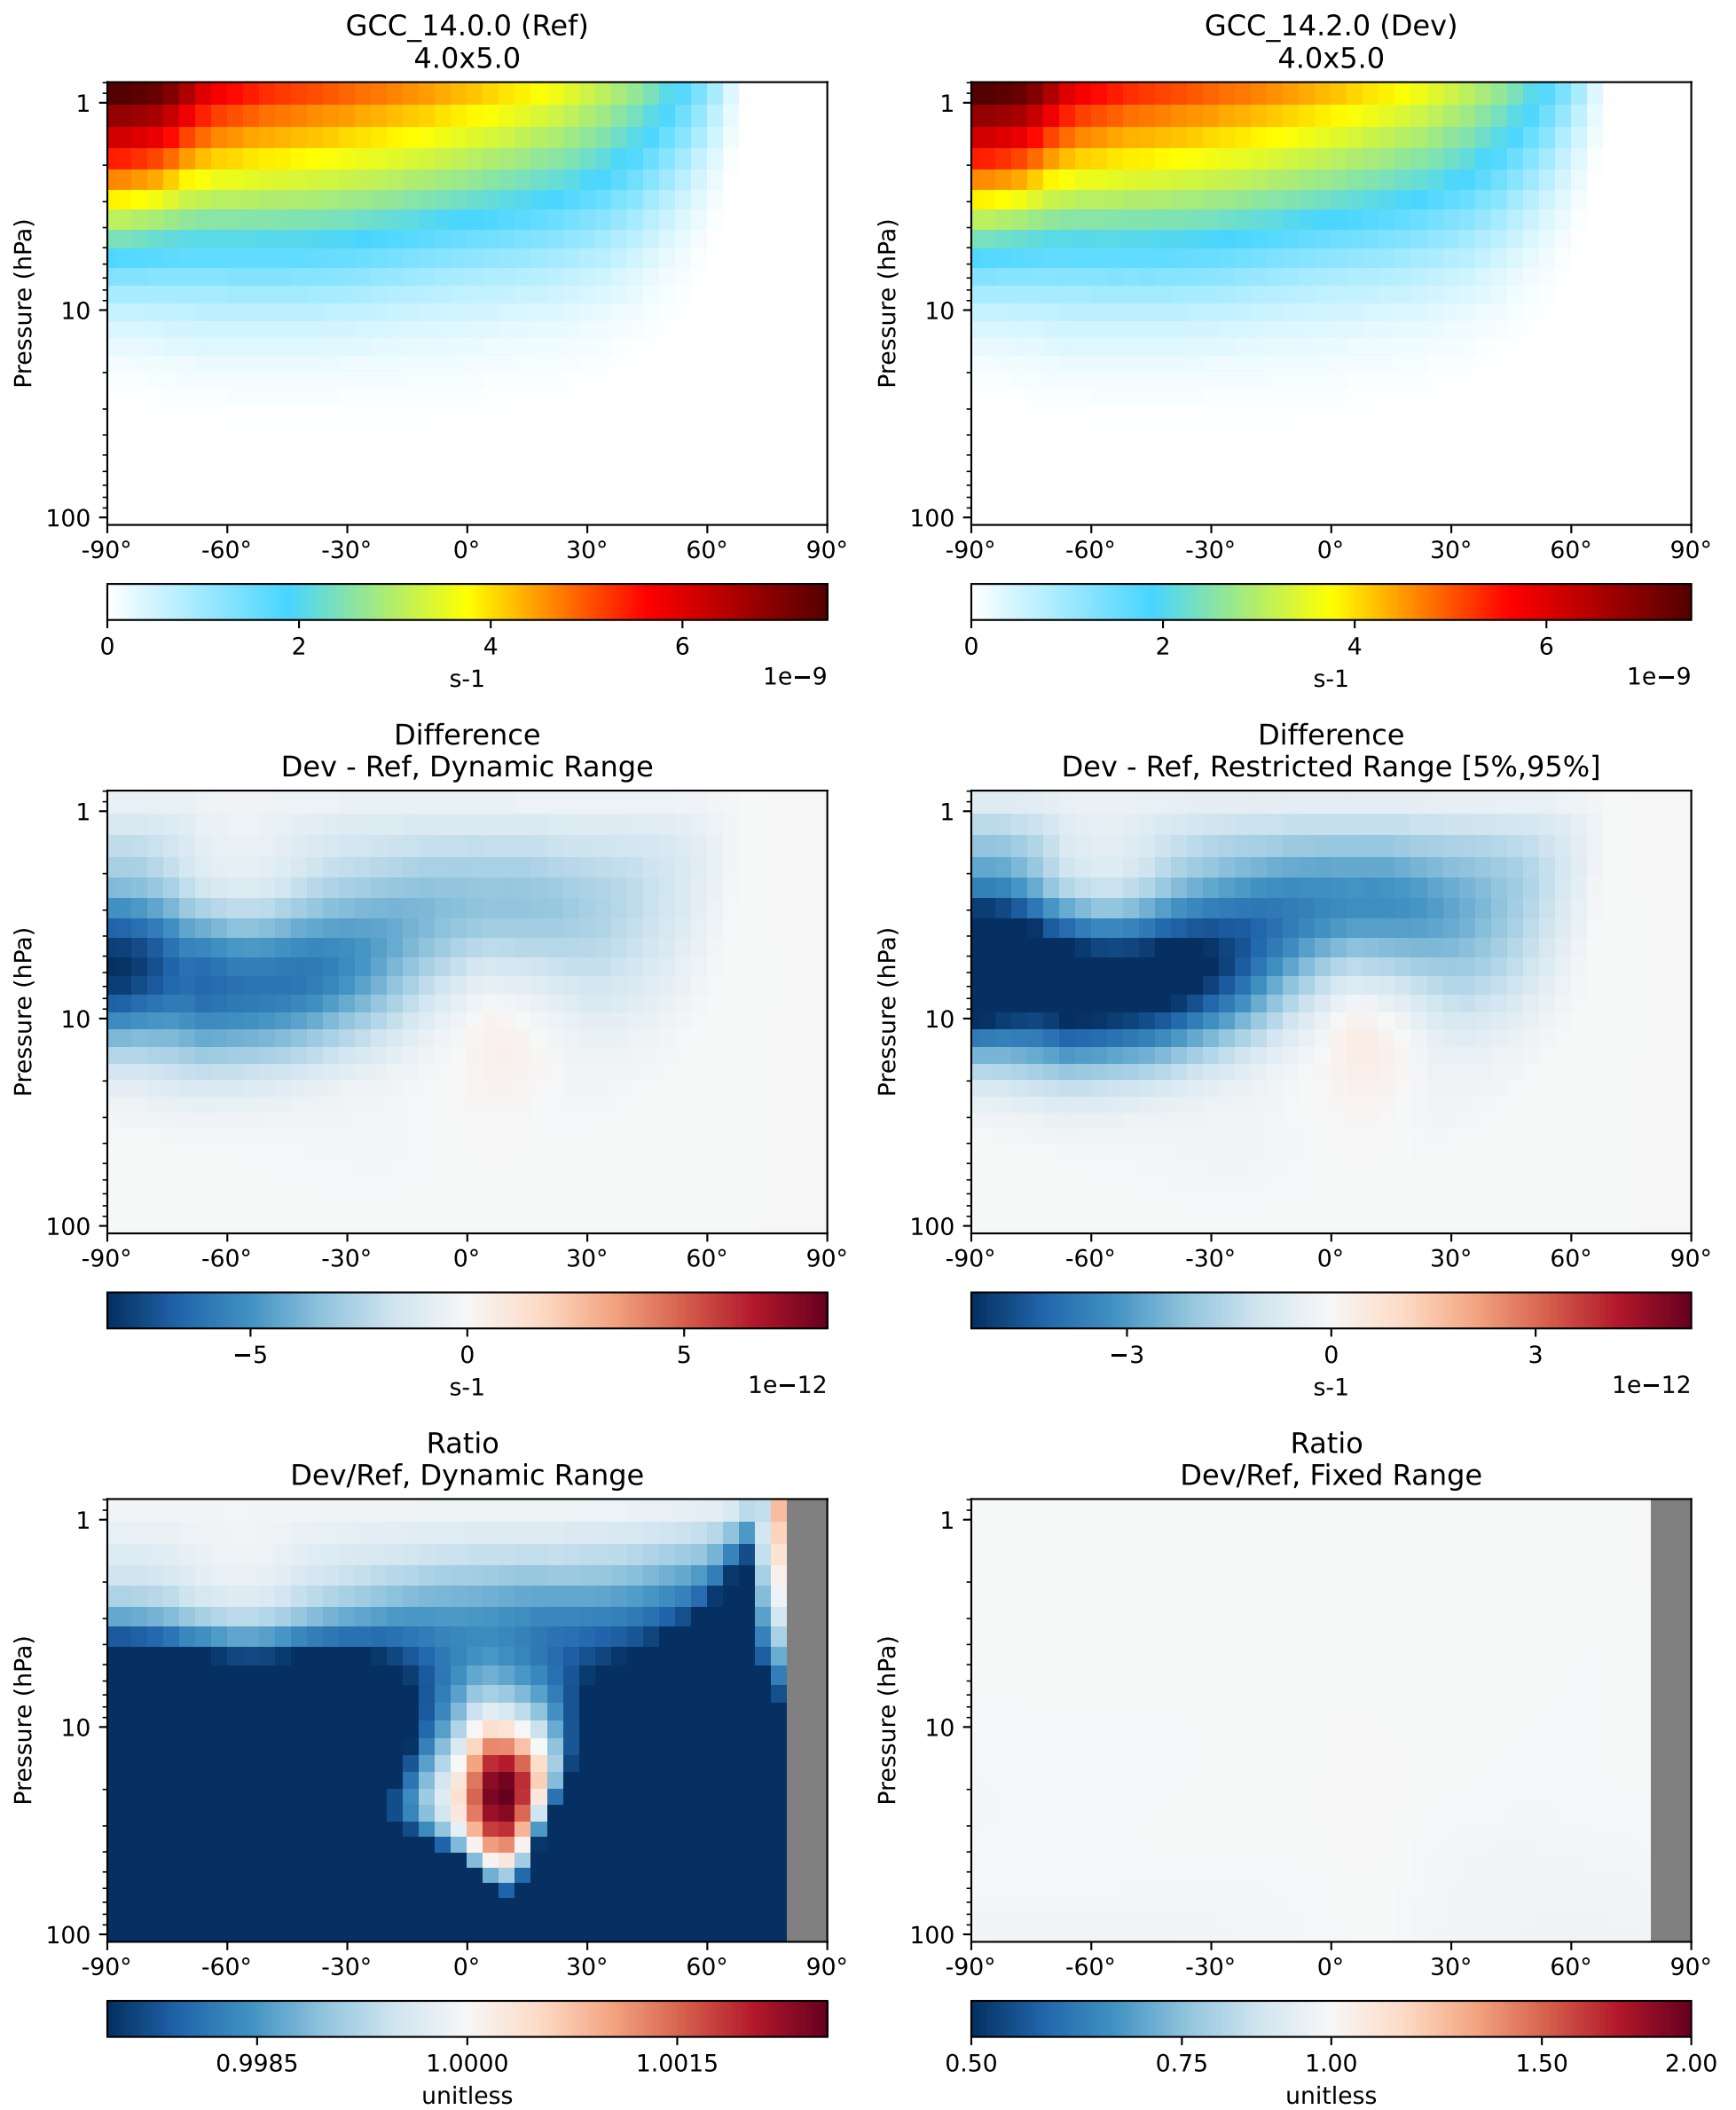 GCC_14.0.0 (Ref)
4.0x5.0
Pressure (hPa)
1
10
100
-90° -60° -30° 0° 30° 60° 90°
0 2 4 6
s-1 1e−9
GCC_14.2.0 (Dev)
4.0x5.0
Pressure (hPa)
1
10
100
-90° -60° -30° 0° 30° 60° 90°
0 2 4 6
s-1 1e−9
Difference
Dev - Ref, Dynamic Range
Pressure (hPa)
1
10
100
-90° -60° -30° 0° 30° 60° 90°
−5 0 5
s-1 1e−12
Difference
Dev - Ref, Restricted Range [5%,95%]
Pressure (hPa)
1
10
100
-90° -60° -30° 0° 30° 60° 90°
−3 0 3
s-1 1e−12
Ratio
Dev/Ref, Dynamic Range
Pressure (hPa)
1
10
100
-90° -60° -30° 0° 30° 60° 90°
0.9985 1.0000 1.0015
unitless
Ratio
Dev/Ref, Fixed Range
Pressure (hPa)
1
10
100
-90° -60° -30° 0° 30° 60° 90°
0.50 0.75 1.00 1.50 2.00
unitless